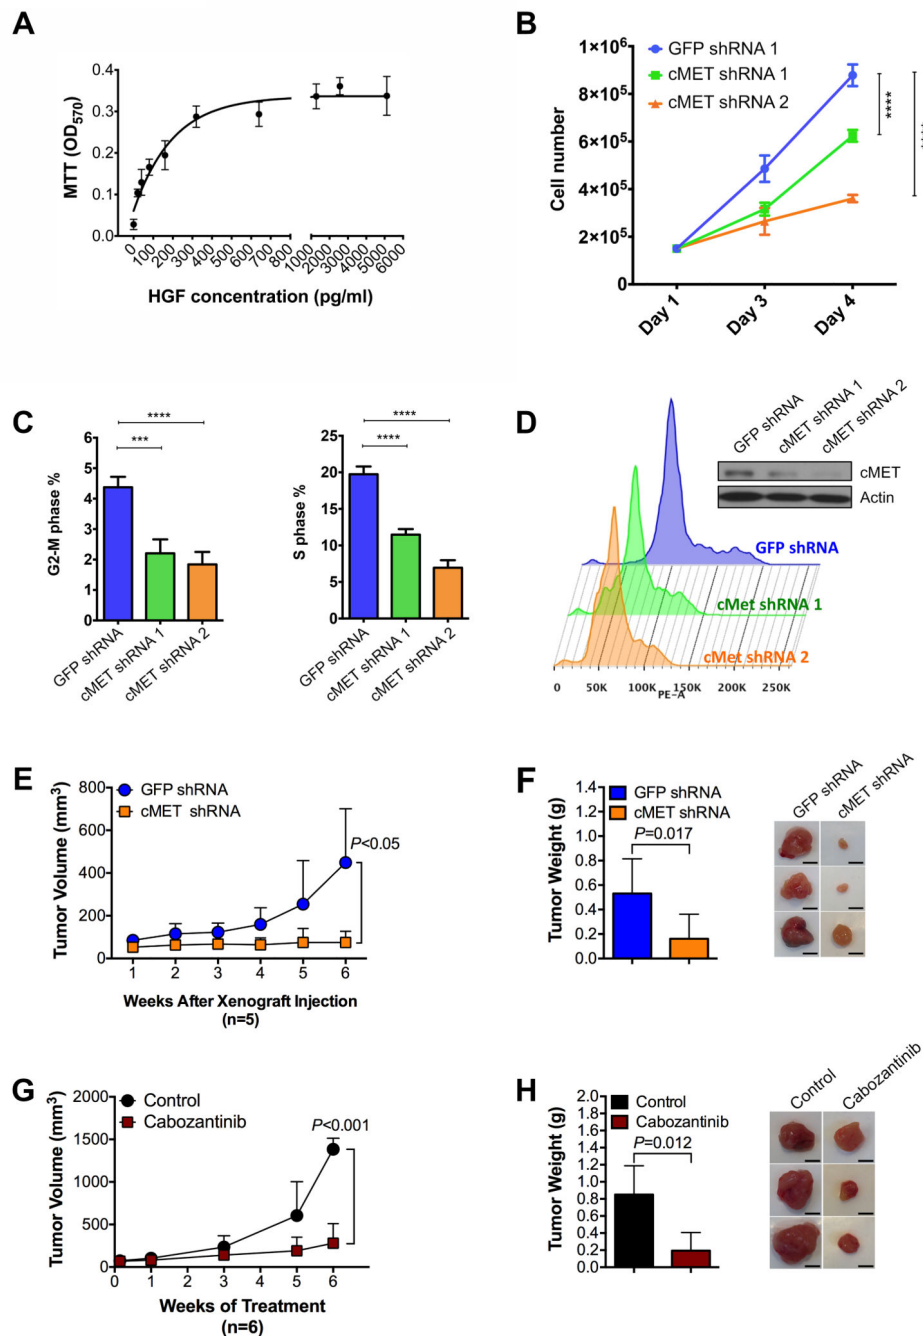 A
MTT (OD570)
0.4
0.3
0.2
0.1
0.0
0
100
200
300
400
500
600
700
800
1000
2000
3000
4000
5000
6000
HGF concentration (pg/ml)
B
Cell number
1×10⁶
8×10⁵
6×10⁵
4×10⁵
2×10⁵
0
GFP shRNA 1
cMET shRNA 1
cMET shRNA 2
****
Day 1
Day 3
Day 4
C
G2-M phase %
6
5
4
3
2
1
0
****
***
GFP shRNA
cMET shRNA 1
cMET shRNA 2
S phase %
25
20
15
10
5
0
****
****
GFP shRNA
cMET shRNA 1
cMET shRNA 2
D
GFP shRNA
cMET shRNA 1
cMET shRNA 2
cMET
Actin
GFP shRNA
cMet shRNA 1
cMet shRNA 2
0 50K 100K 150K 200K 250K
PE-A
E
Tumor Volume (mm³)
800
600
400
200
0
GFP shRNA
cMET shRNA
P<0.05
1 2 3 4 5 6
Weeks After Xenograft Injection
(n=5)
F
Tumor Weight (g)
1.4
1.2
1.0
0.8
0.6
0.4
0.2
0.0
GFP shRNA
cMET shRNA
P=0.017
GFP shRNA
cMET shRNA
G
Tumor Volume (mm³)
2000
1500
1000
500
0
Control
Cabozantinib
P<0.001
0 1 2 3 4 5 6
Weeks of Treatment
(n=6)
H
Tumor Weight (g)
2.0
1.8
1.6
1.4
1.2
1.0
0.8
0.6
0.4
0.2
0.0
Control
Cabozantinib
P=0.012
Control
Cabozantinib